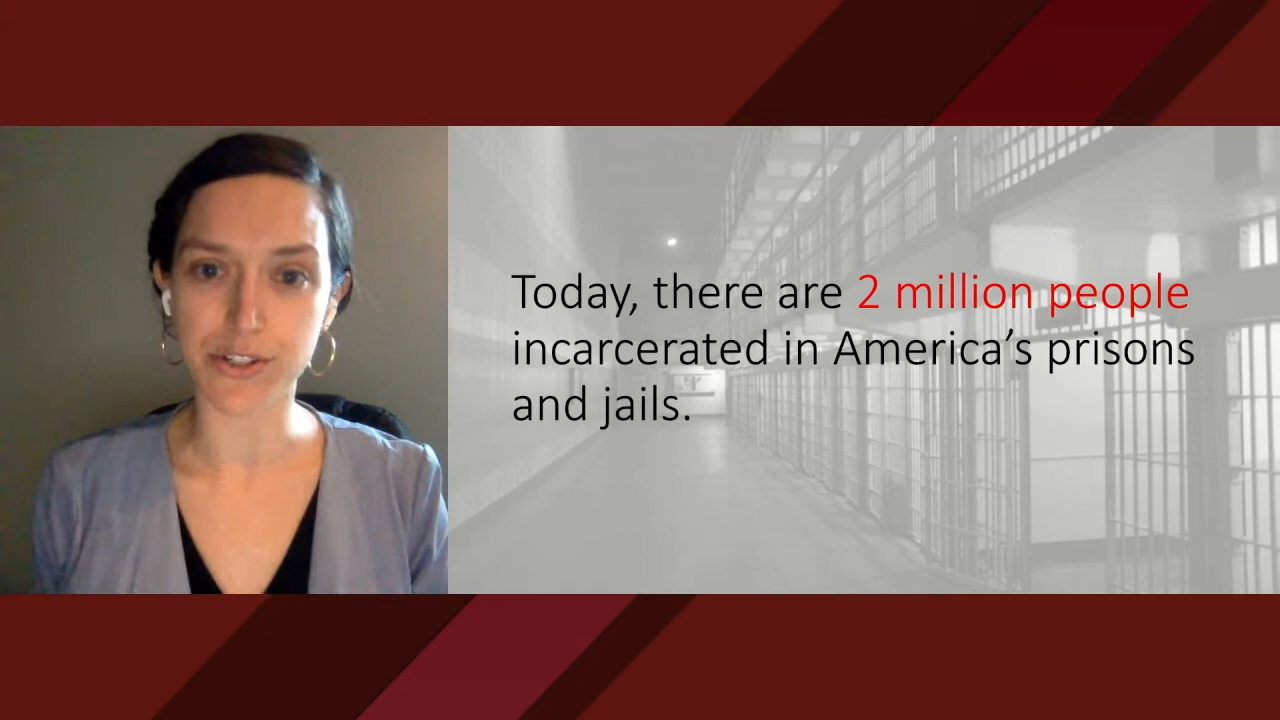 Today, there are 2 million people
incarcerated in America’s prisons
and jails.